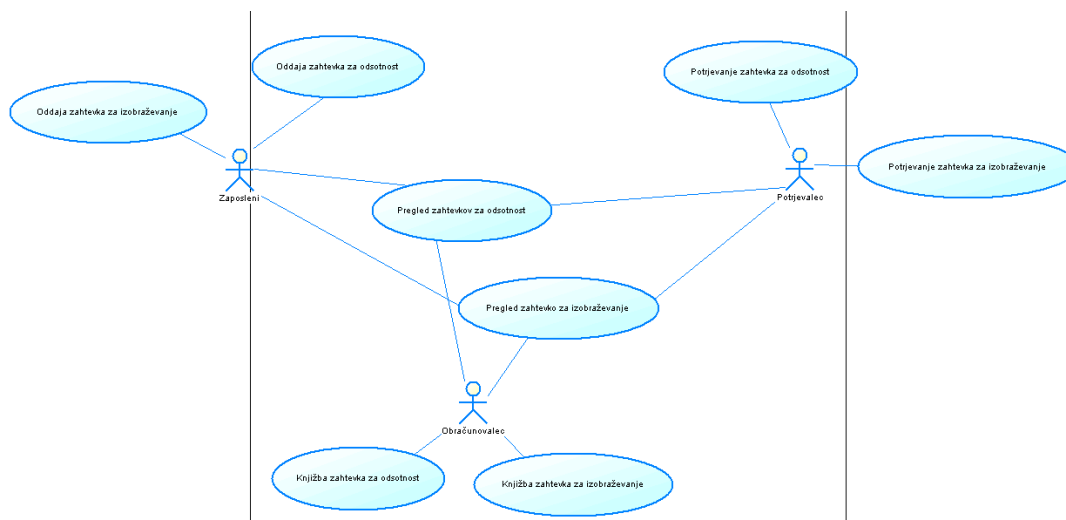 Oddaja zahtevka za odsotnost
Potrjevanje zahtevka za odsotnost
Oddaja zahtevka za izobraževanje
Potrjevanje zahtevka za izobraževanje
Zaposleni
Potrjevalec
Pregled zahtevkov za odsotnost
Pregled zahtevko za izobraževanje
Obračunovalec
Knjižba zahtevka za odsotnost
Knjižba zahtevka za izobraževanje